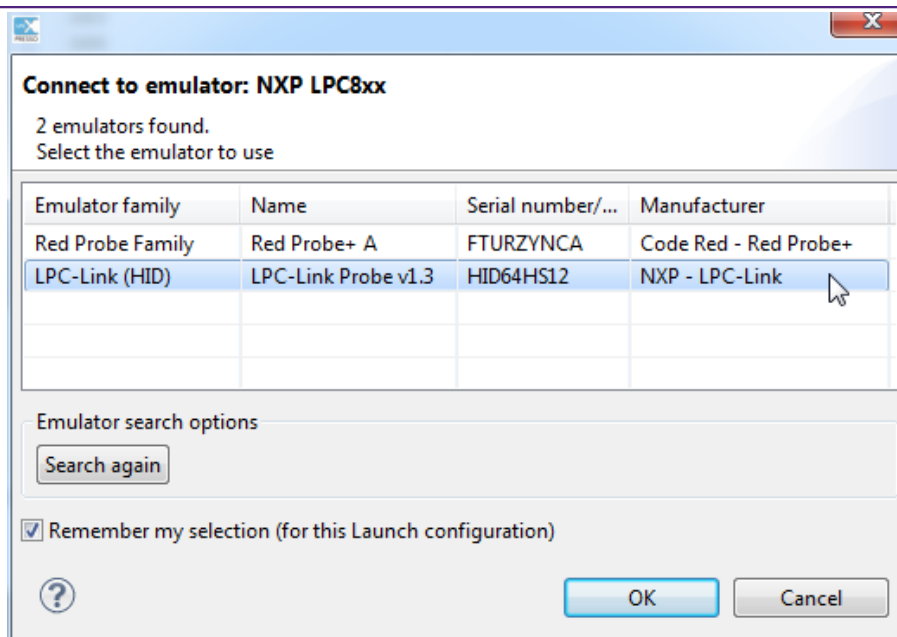 Connect to emulator: NXP LPC8xx
2 emulators found.
Select the emulator to use
Emulator family Name Serial number/... Manufacturer
Red Probe Family Red Probe+ A FTURZYNCA Code Red - Red Probe+
LPC-Link (HID) LPC-Link Probe v1.3 HID64HS12 NXP - LPC-Link
Emulator search options
Search again
Remember my selection (for this Launch configuration)
?
OK Cancel